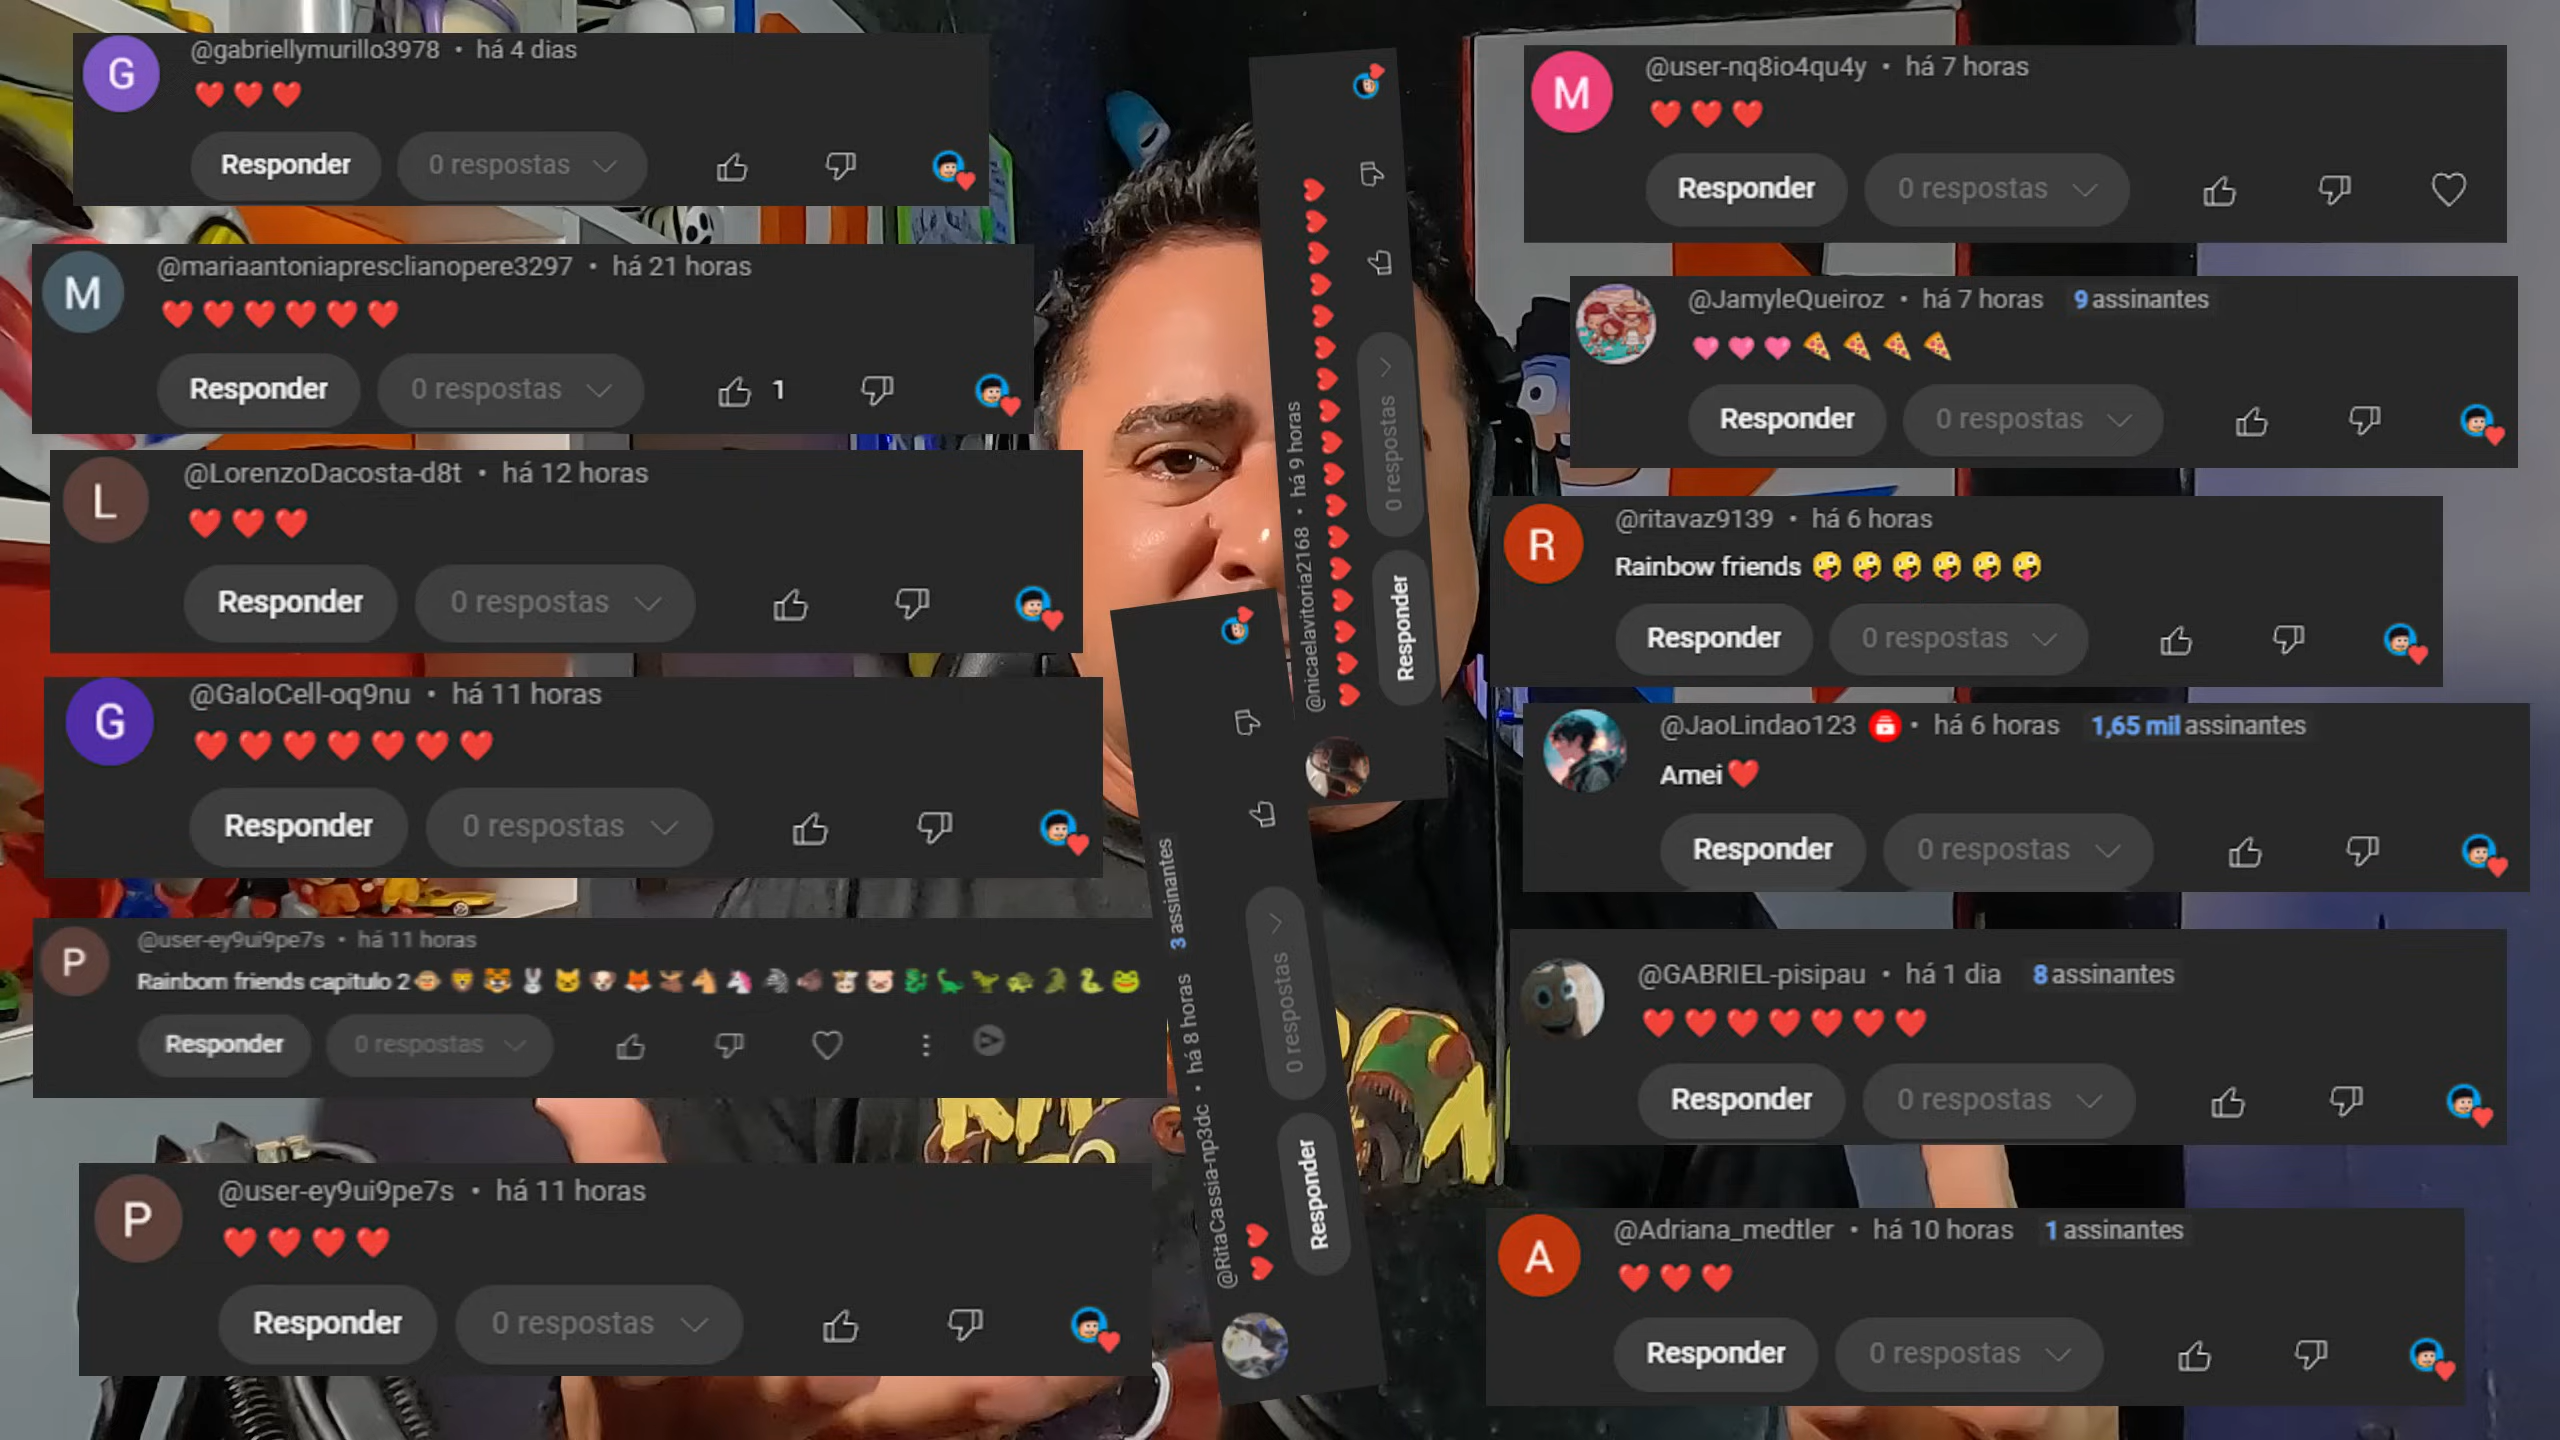 @gabriellymurillo3978 • há 4 dias
❤️❤️❤️
Responder 0 respostas
@mariaantoniapresclianopere3297 • há 21 horas
❤️❤️❤️❤️❤️❤️
Responder 0 respostas 1
@LorenzoDacosta-d8t • há 12 horas
❤️❤️❤️
Responder 0 respostas
@GaloCell-oq9nu • há 11 horas
❤️❤️❤️❤️❤️❤️❤️
Responder 0 respostas
@user-ey9ui9pe7s • há 11 horas
Rainbom friends capitulo 2🐵🦁🐯🐰🐱🐶🦊🫎🐴🦄🦓🐗🐮🐷🐉🦕🦖🐢🐊🐍🐸
Responder 0 respostas
@user-ey9ui9pe7s • há 11 horas
❤️❤️❤️❤️
Responder 0 respostas
@nicaelavitoria2168 • há 9 horas
❤️❤️❤️❤️❤️❤️❤️❤️❤️❤️❤️❤️❤️❤️❤️❤️❤️
Responder 0 respostas
@RitaCassia-np3dc • há 8 horas 3 assinantes
❤️❤️
Responder 0 respostas
@user-nq8io4qu4y • há 7 horas
❤️❤️❤️
Responder 0 respostas
@JamyleQueiroz • há 7 horas 9 assinantes
🩷🩷🩷🍕🍕🍕🍕
Responder 0 respostas
@ritavaz9139 • há 6 horas
Rainbow friends 🤪🤪🤪🤪🤪🤪
Responder 0 respostas
@JaoLindao123 • há 6 horas 1,65 mil assinantes
Amei❤️
Responder 0 respostas
@GABRIEL-pisipau • há 1 dia 8 assinantes
❤️❤️❤️❤️❤️❤️❤️
Responder 0 respostas
@Adriana_medtler • há 10 horas 1 assinantes
❤️❤️❤️
Responder 0 respostas